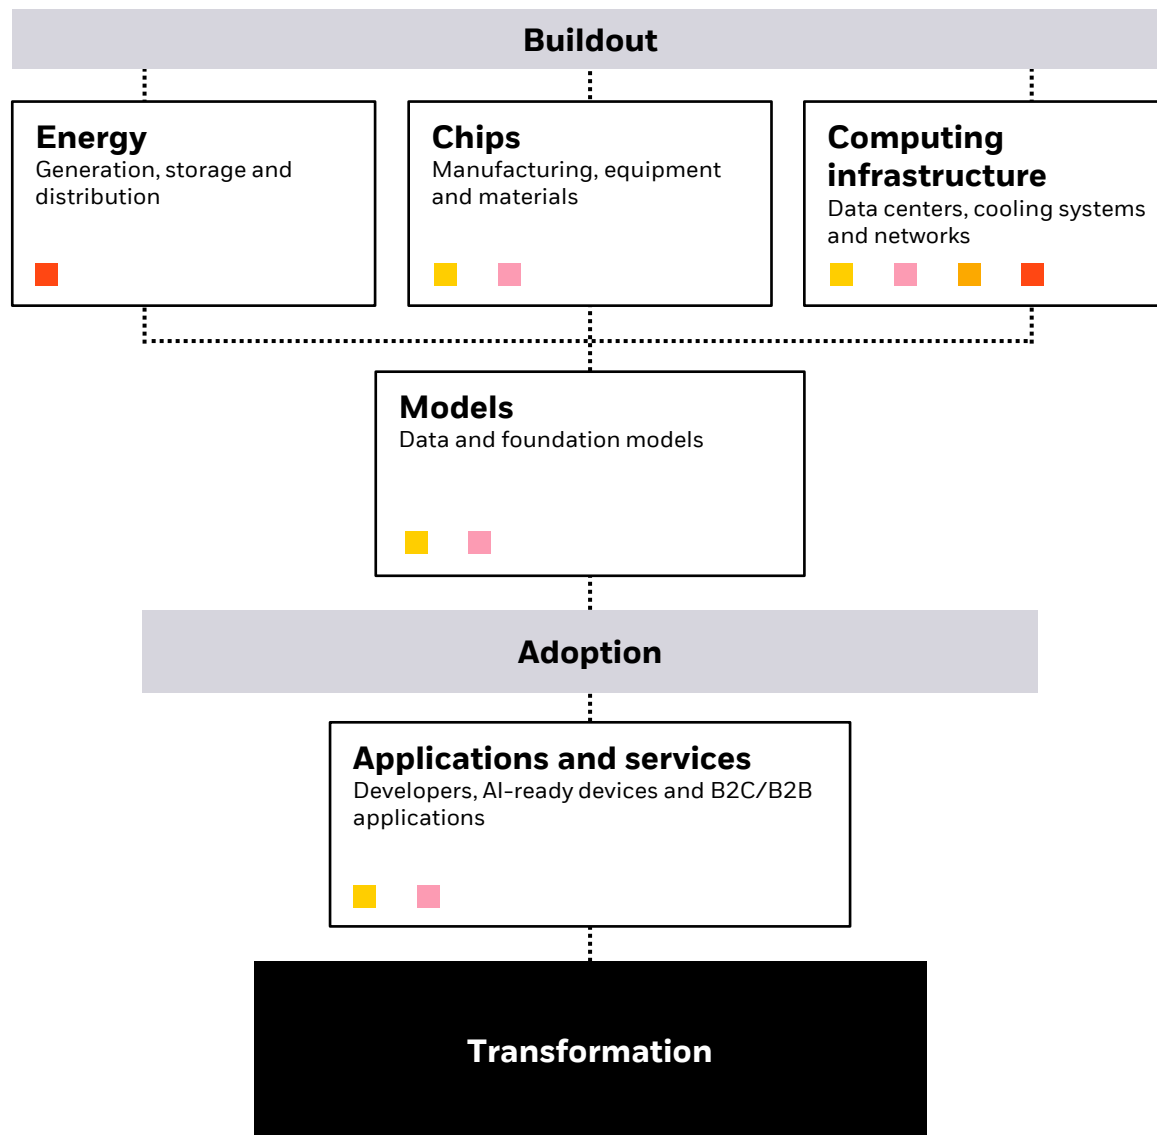 Buildout
Energy
Generation, storage and
distribution
Chips
Manufacturing, equipment
and materials
Computing
infrastructure
Data centers, cooling systems
and networks
Models
Data and foundation models
Adoption
Applications and services
Developers, AI-ready devices and B2C/B2B
applications
Transformation